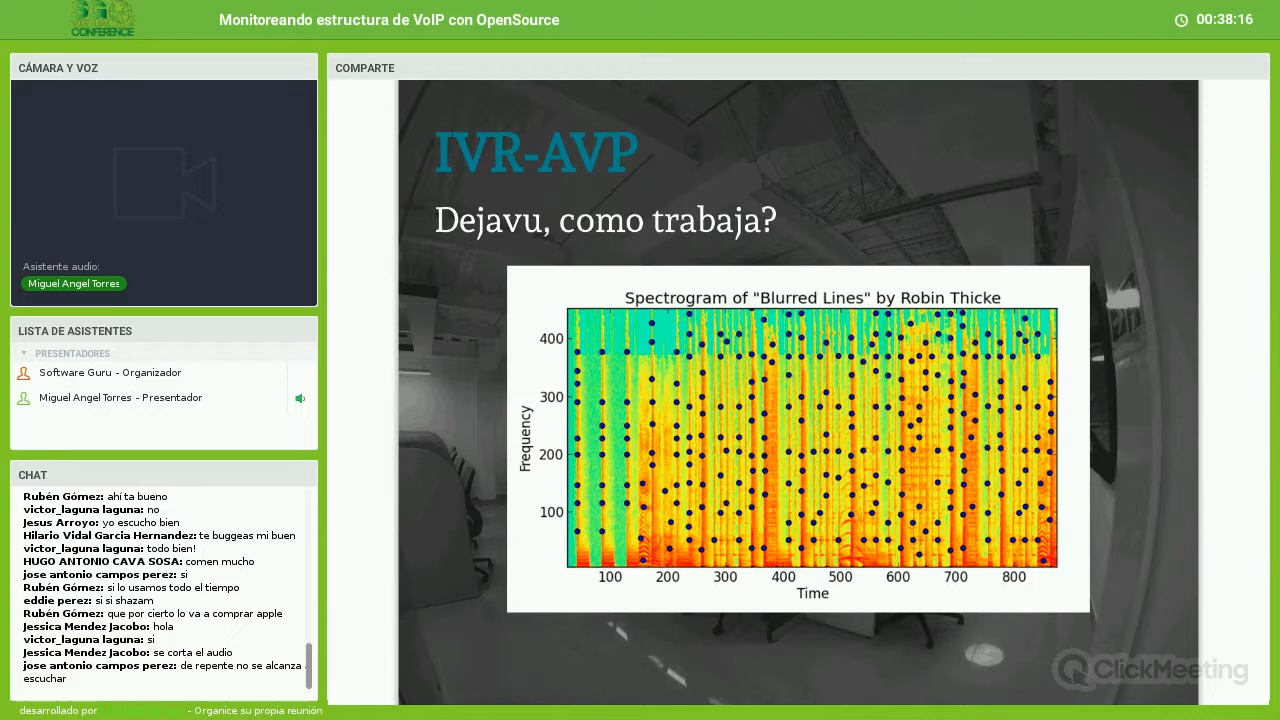 SG
VIRTUAL
CONFERENCE
Monitoreando estructura de VoIP con OpenSource
00:38:16
CÁMARA Y VOZ
Asistente audio:
Miguel Angel Torres
LISTA DE ASISTENTES
PRESENTADORES
Software Guru - Organizador
Miguel Angel Torres - Presentador
CHAT
Rubén Gómez: ahí ta bueno
victor_laguna laguna: no
Jesus Arroyo: yo escucho bien
Hilario Vidal Garcia Hernandez: te buggeas mi buen
victor_laguna laguna: todo bien!
HUGO ANTONIO CAVA SOSA: comen mucho
jose antonio campos perez: si
Rubén Gómez: si lo usamos todo el tiempo
eddie perez: si si shazam
Rubén Gómez: que por cierto lo va a comprar apple
Jessica Mendez Jacobo: hola
victor_laguna laguna: si
Jessica Mendez Jacobo: se corta el audio
jose antonio campos perez: de repente no se alcanza
escuchar
desarrollado por - Organice su propia reunión
COMPARTE
IVR-AVP
Dejavu, como trabaja?
Spectrogram of "Blurred Lines" by Robin Thicke
Frequency
400
300
200
100
100 200 300 400 500 600 700 800
Time
ClickMeeting